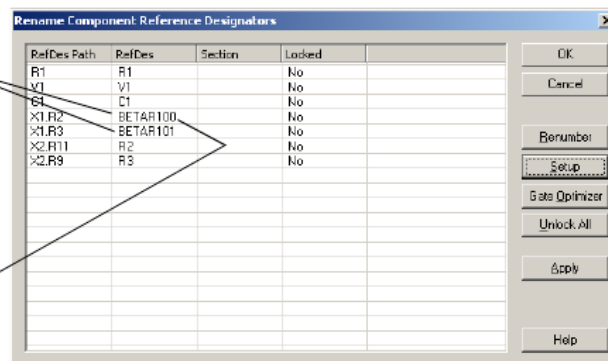 Rename Component Reference Designators
RefDes Path RefDes Section Locked
R1 R1 No
V1 V1 No
C1 C1 No
X1.R2 BETAR100 No
X1.R3 BETAR101 No
X2.R11 R2 No
X2.R9 R3 No
OK
Cancel
Renumber
Setup
Gate Optimizer
Unlock All
Apply
Help